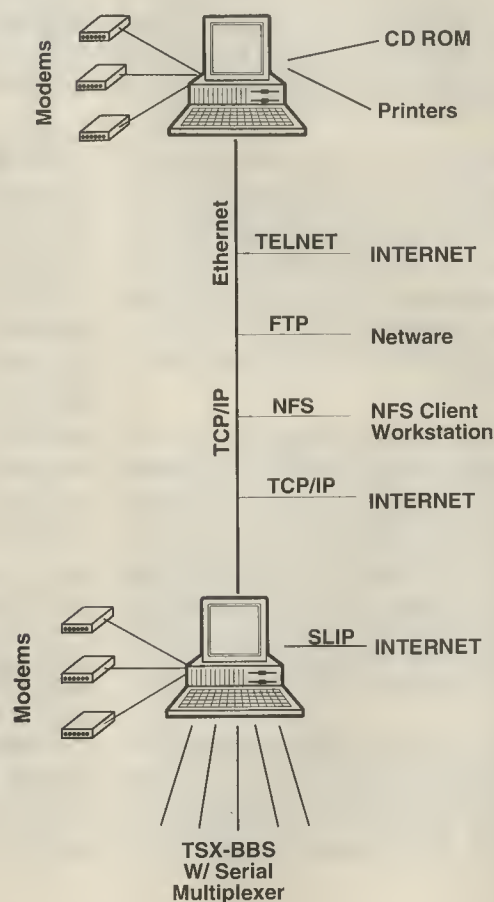 Modems
CD ROM
Printers
Ethernet
TELNET
INTERNET
FTP
Netware
TCP/IP
NFS
NFS Client
Workstation
TCP/IP
INTERNET
Modems
SLIP
INTERNET
TSX-BBS
W/ Serial
Multiplexer